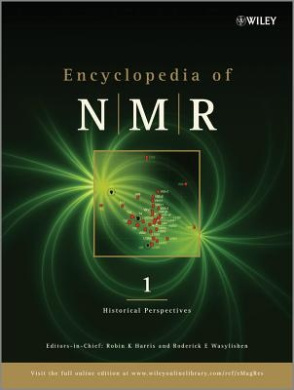 WILEY
Encyclopedia of
N|M|R
1
Historical Perspectives
Editors-in-Chief: Robin K Harris and Roderick E Wasylishen
Visit the full online edition at www.wileyonlinelibrary.com/ref/eMagRes